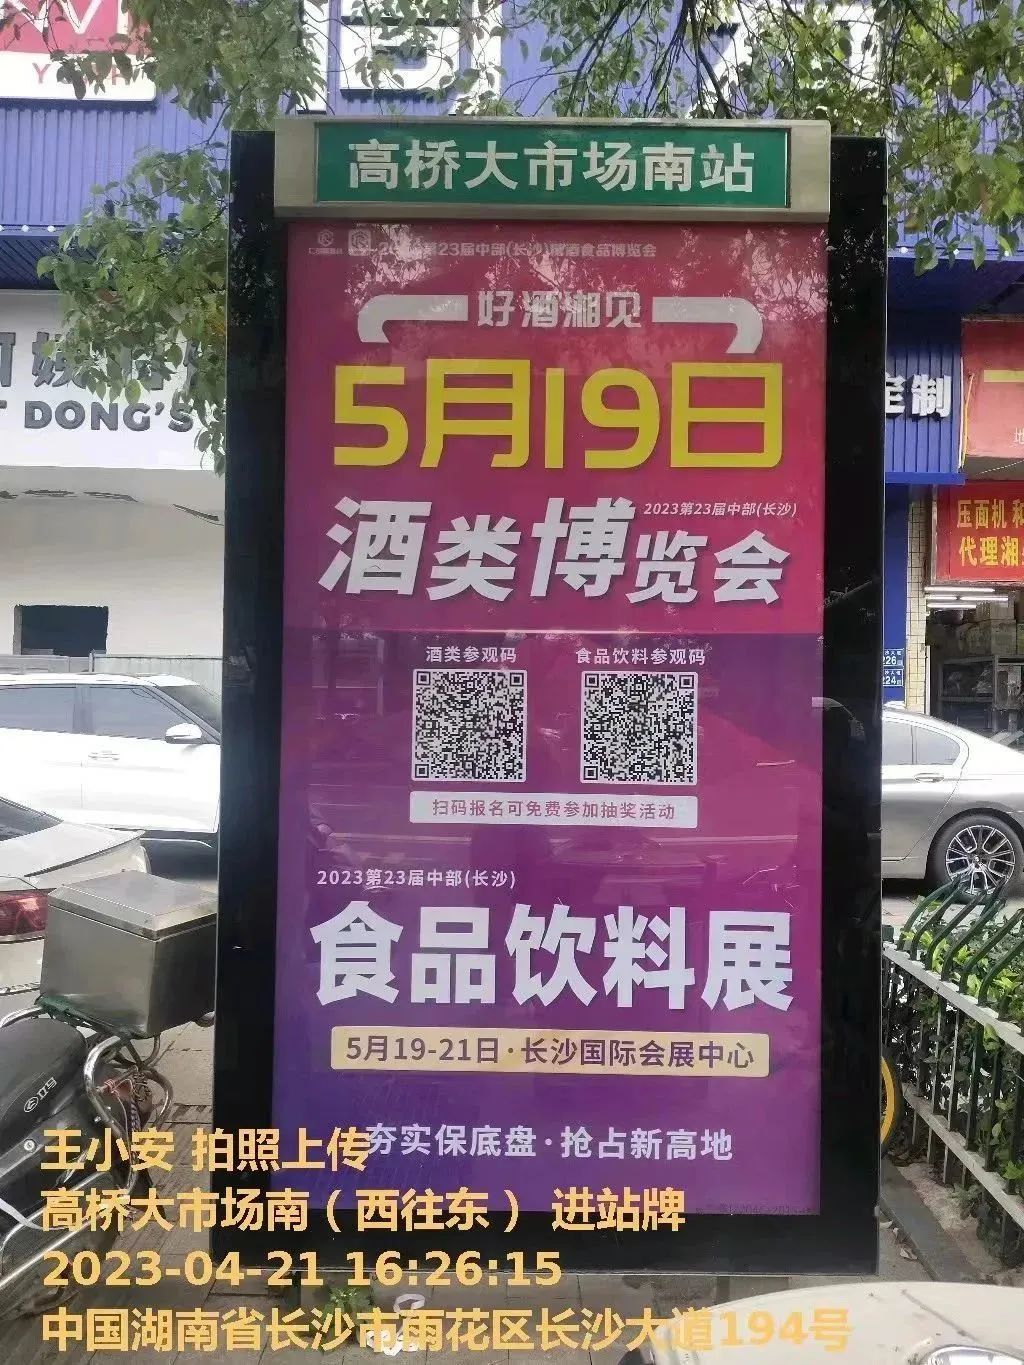 高桥大市场南站
第23届中部(长沙)糖酒食品博览会
好酒湘见
5月19日
2023第23届中部(长沙)
酒类博览会
酒类参观码
食品饮料参观码
扫码报名可免费参加抽奖活动
2023第23届中部(长沙)
食品饮料展
5月19-21日·长沙国际会展中心
夯实保底盘·抢占新高地
DONG'S
定制
压面机
代理湘
226
224
王小安 拍照上传
高桥大市场南（西往东） 进站牌
2023-04-21 16:26:15
中国湖南省长沙市雨花区长沙大道194号